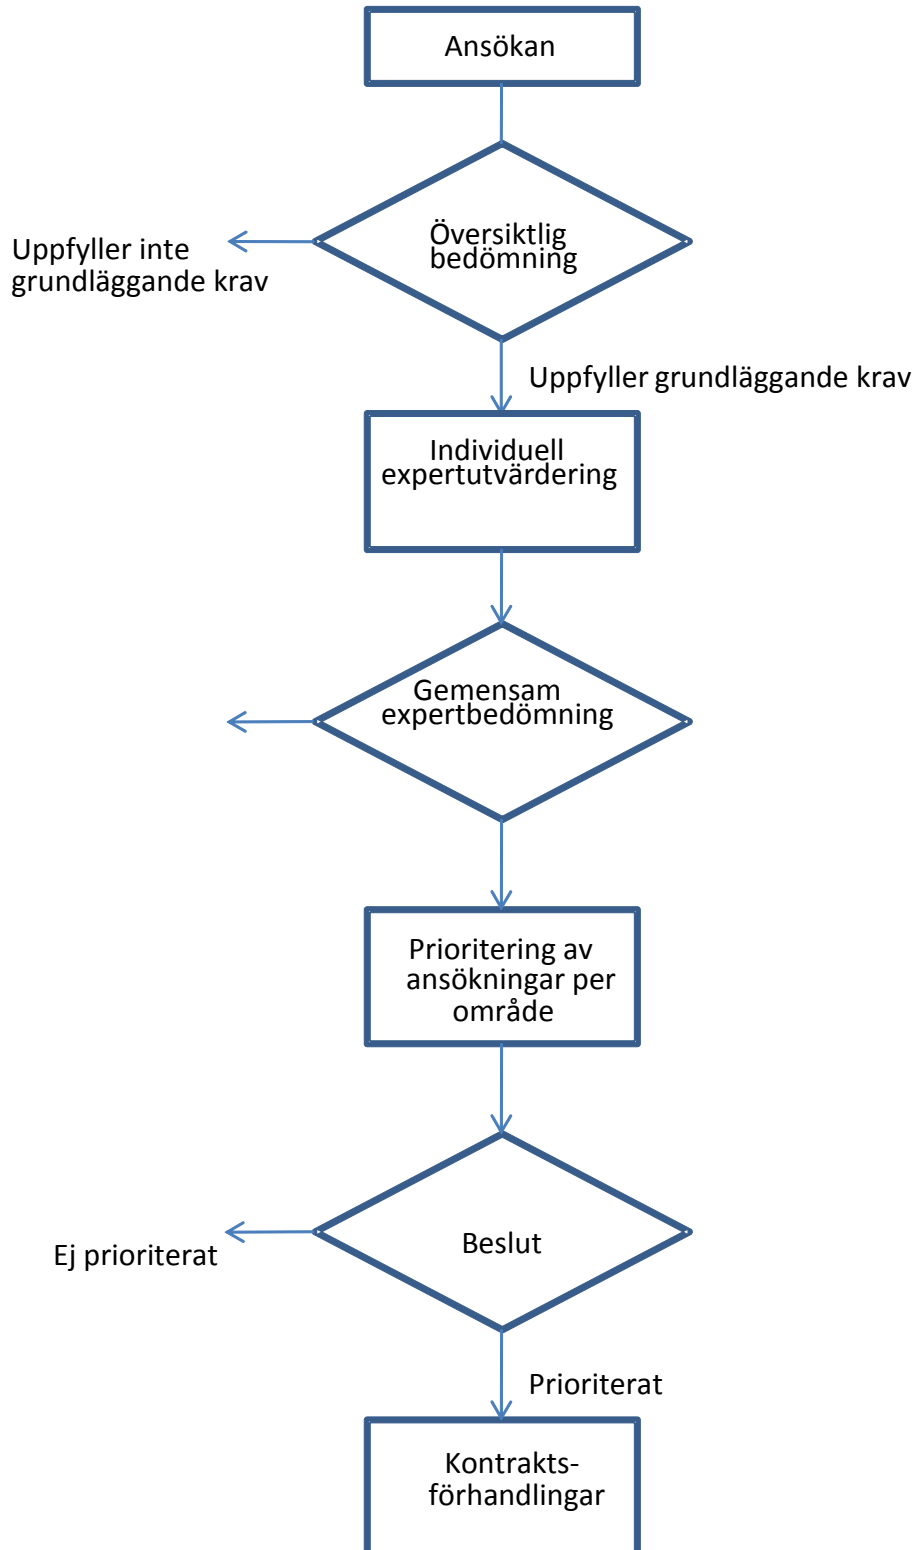 Ansökan
Översiktlig
bedömning
Uppfyller inte
grundläggande krav
Uppfyller grundläggande krav
Individuell
expertutvärdering
Gemensam
expertbedömning
Prioritering av
ansökningar per
område
Beslut
Ej prioriterat
Prioriterat
Kontrakts-
förhandlingar